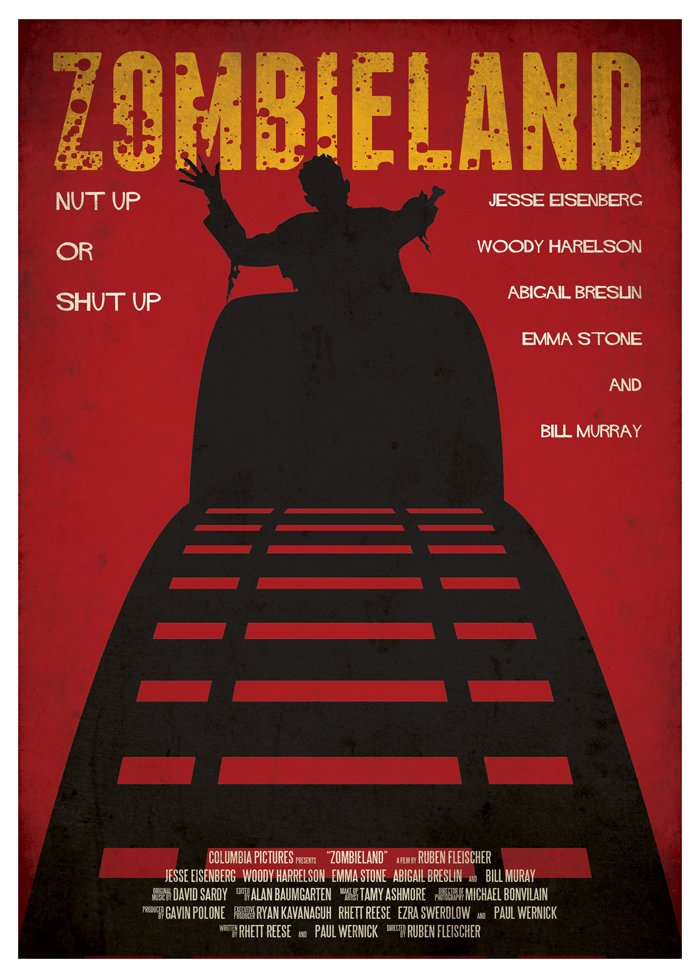 ZOMBIELAND
NUT UP
OR
SHUT UP
JESSE EISENBERG
WOODY HARELSON
ABIGAIL BRESLIN
EMMA STONE
AND
BILL MURRAY
COLUMBIA PICTURES PRESENTS "ZOMBIELAND" A FILM BY RUBEN FLEISCHER
JESSE EISENBERG WOODY HARRELSON EMMA STONE ABIGAIL BRESLIN AND BILL MURAY
ORIGINAL MUSIC BY DAVID SARDY EDITED BY ALAN BAUMGARTEN MAKE UP ARTIST TAMY ASHMORE DIRECTOR OF PHOTOGRAPHY MICHAEL BONVILAIN
PRODUCED BY GAVIN POLONE EXECUTIVE PRODUCER RYAN KAVANAGUH RHETT REESE EZRA SWERDLOW AND PAUL WERNICK
WRITTEN BY RHETT REESE AND PAUL WERNICK DIRECTED BY RUBEN FLEISCHER